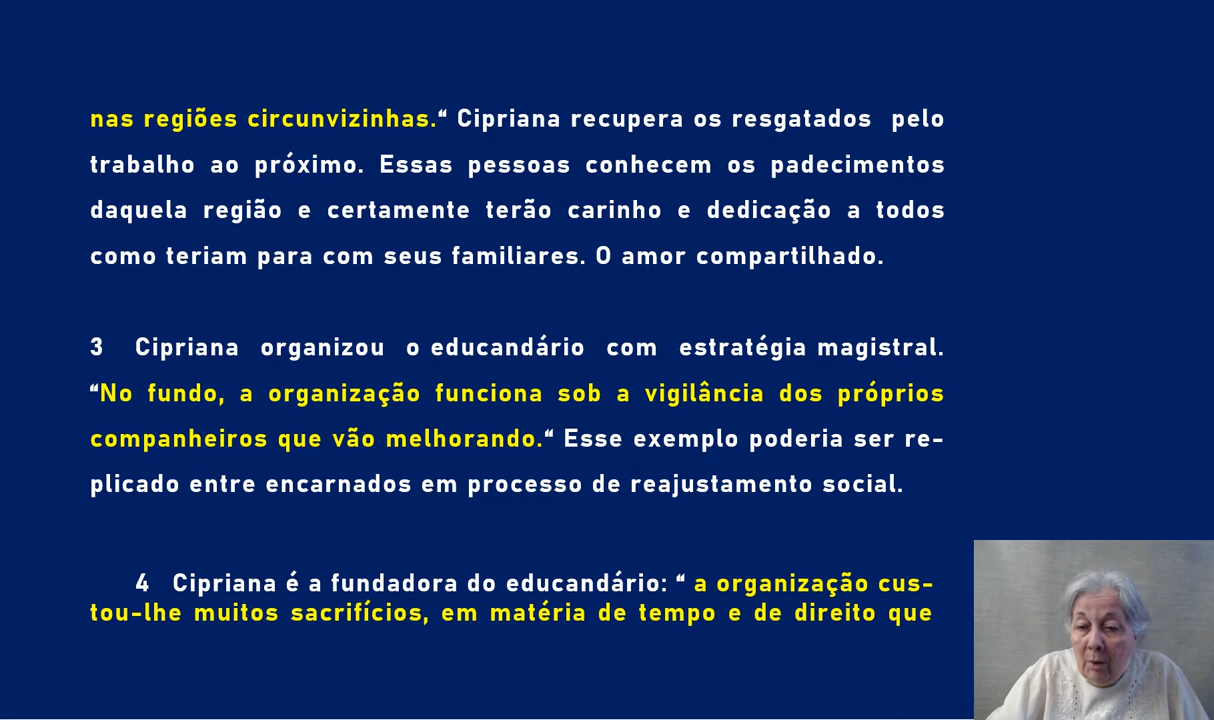 nas regiões circunvizinhas.“ Cipriana recupera os resgatados pelo
trabalho ao próximo. Essas pessoas conhecem os padecimentos
daquela região e certamente terão carinho e dedicação a todos
como teriam para com seus familiares. O amor compartilhado.
3 Cipriana organizou o educandário com estratégia magistral.
“No fundo, a organização funciona sob a vigilância dos próprios
companheiros que vão melhorando.“ Esse exemplo poderia ser re-
plicado entre encarnados em processo de reajustamento social.
4 Cipriana é a fundadora do educandário: “ a organização cus-
tou-lhe muitos sacrifícios, em matéria de tempo e de direito que